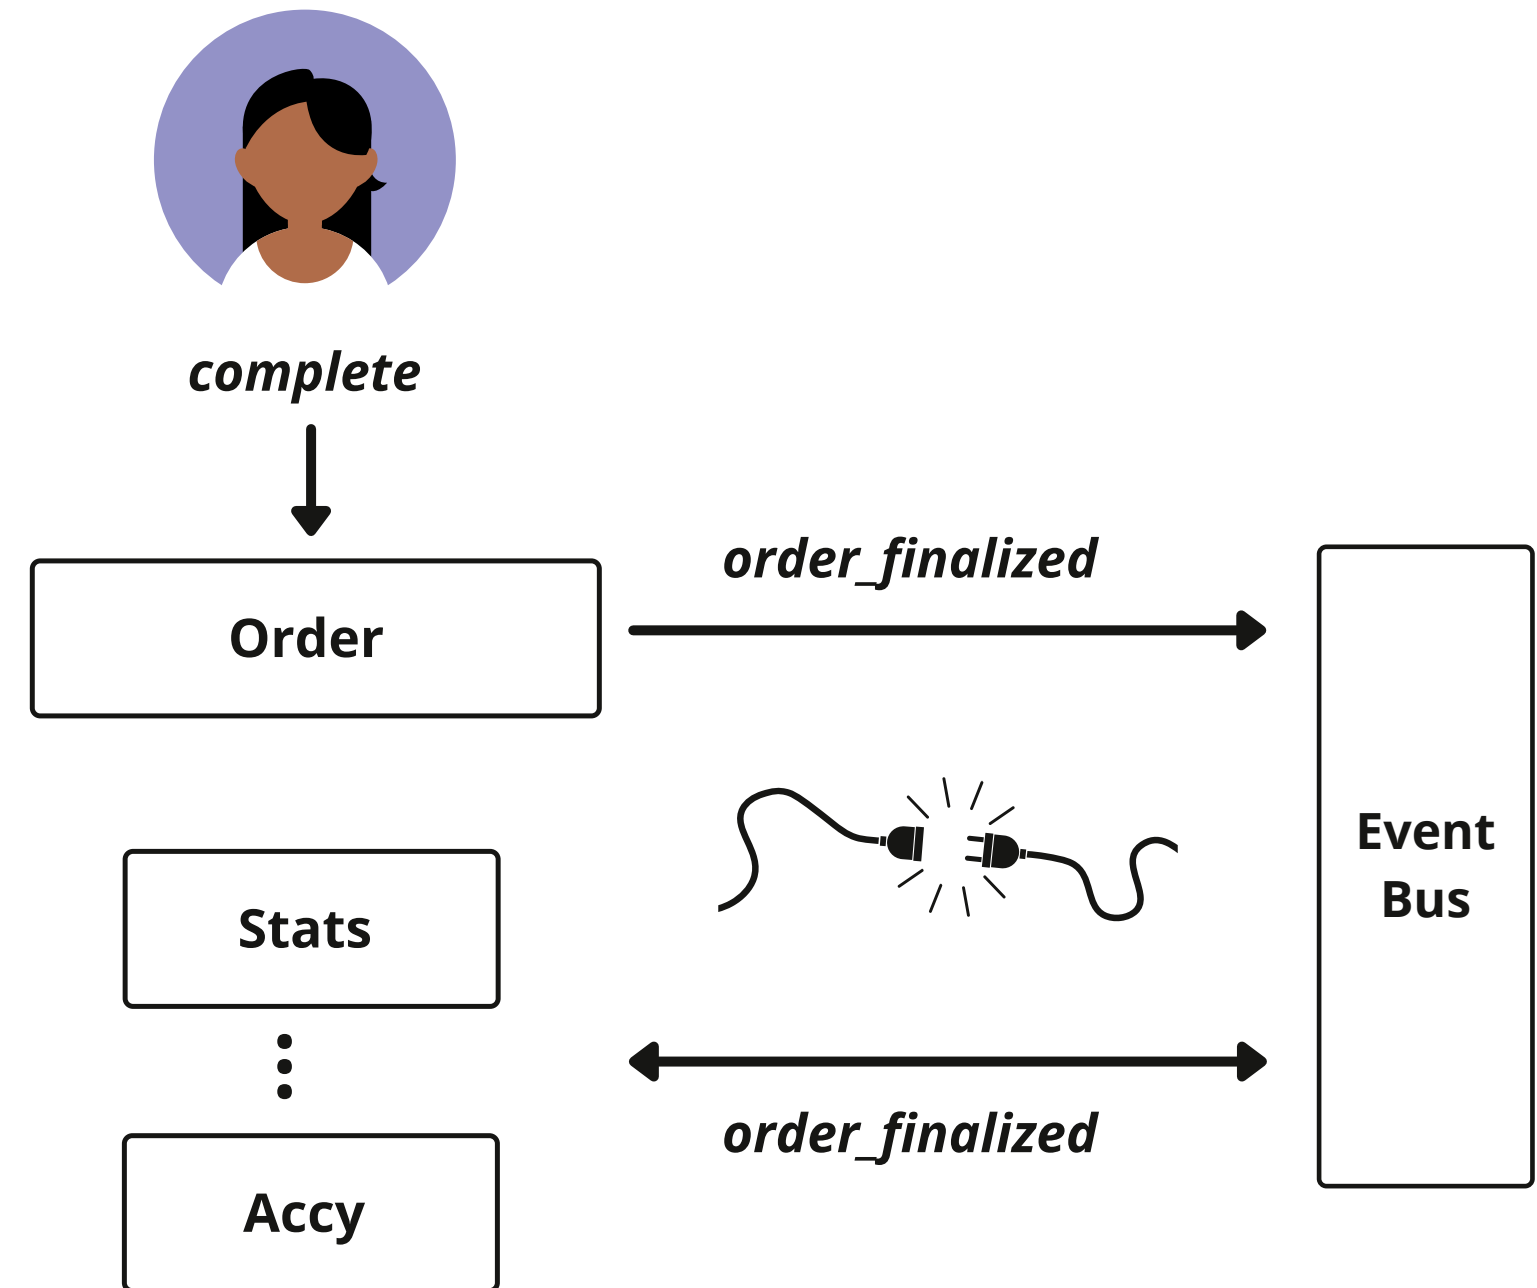 complete
order_finalized
Order
Event
Bus
Stats
order_finalized
Accy